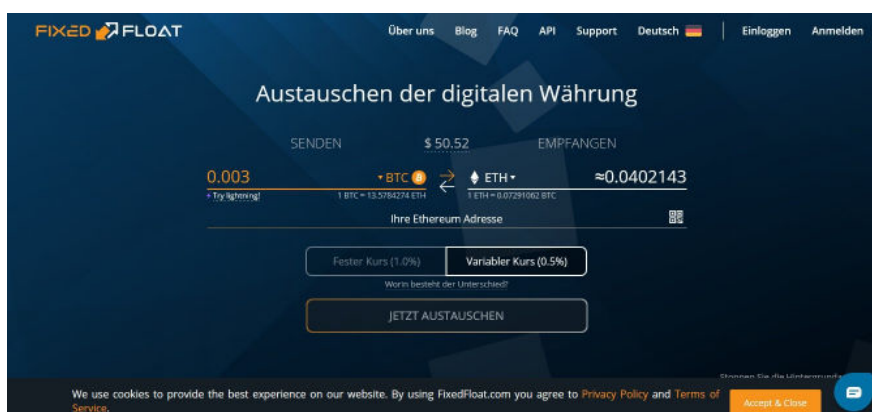 FIXED FLOAT
Über uns Blog FAQ API Support Deutsch Einloggen Anmelden
Austauschen der digitalen Währung
SENDEN $ 50.52 EMPFANGEN
0.003 BTC ETH ≈0.0402143
Try lightning! 1 BTC = 13.5784274 ETH 1 ETH = 0.07291062 BTC
Ihre Ethereum Adresse
Fester Kurs (1.0%) Variabler Kurs (0.5%)
Worin besteht der Unterschied?
JETZT AUSTAUSCHEN
Stoppen Sie die
We use cookies to provide the best experience on our website. By using FixedFloat.com you agree to Privacy Policy and Terms of
Service.
Accept & Close